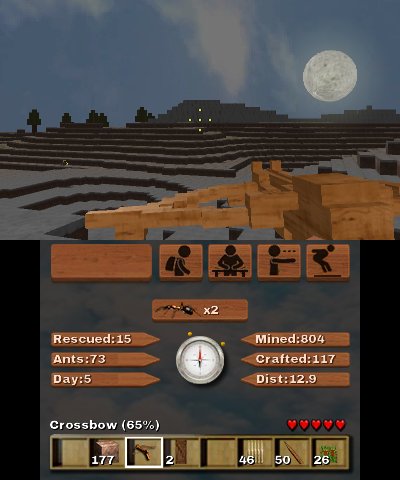 x2
Rescued:15
Mined:804
Ants:73
Crafted:117
Day:5
Dist:12.9
Crossbow (65%)
177 2 46 50 26